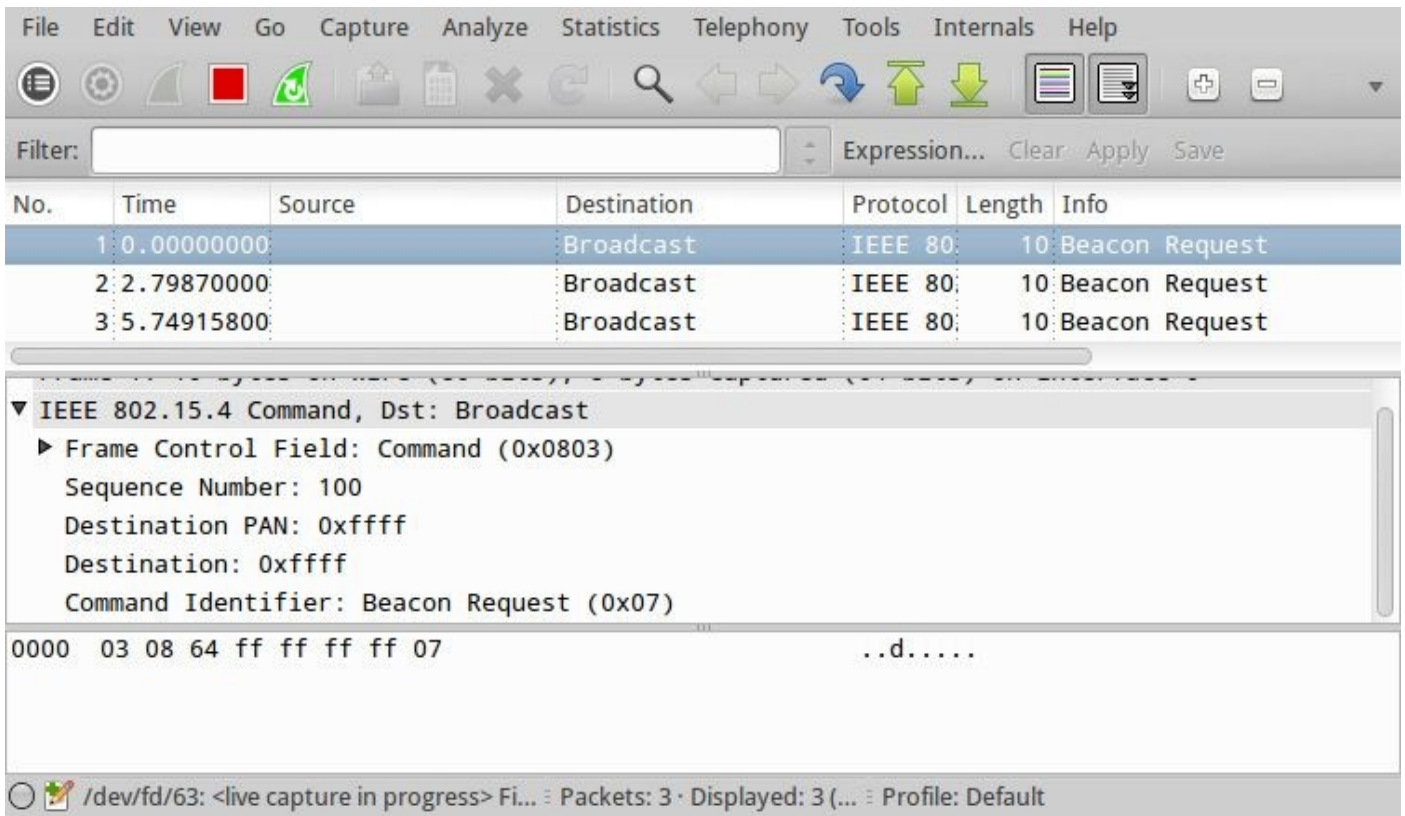 File Edit View Go Capture Analyze Statistics Telephony Tools Internals Help
Filter: Expression... Clear Apply Save
No. Time Source Destination Protocol Length Info
1 0.00000000 Broadcast IEEE 80 10 Beacon Request
2 2.79870000 Broadcast IEEE 80 10 Beacon Request
3 5.74915800 Broadcast IEEE 80 10 Beacon Request
IEEE 802.15.4 Command, Dst: Broadcast
Frame Control Field: Command (0x0803)
Sequence Number: 100
Destination PAN: 0xffff
Destination: 0xffff
Command Identifier: Beacon Request (0x07)
0000 03 08 64 ff ff ff ff 07 ..d.....
/dev/fd/63: <live capture in progress> Fi... Packets: 3 · Displayed: 3 (... Profile: Default